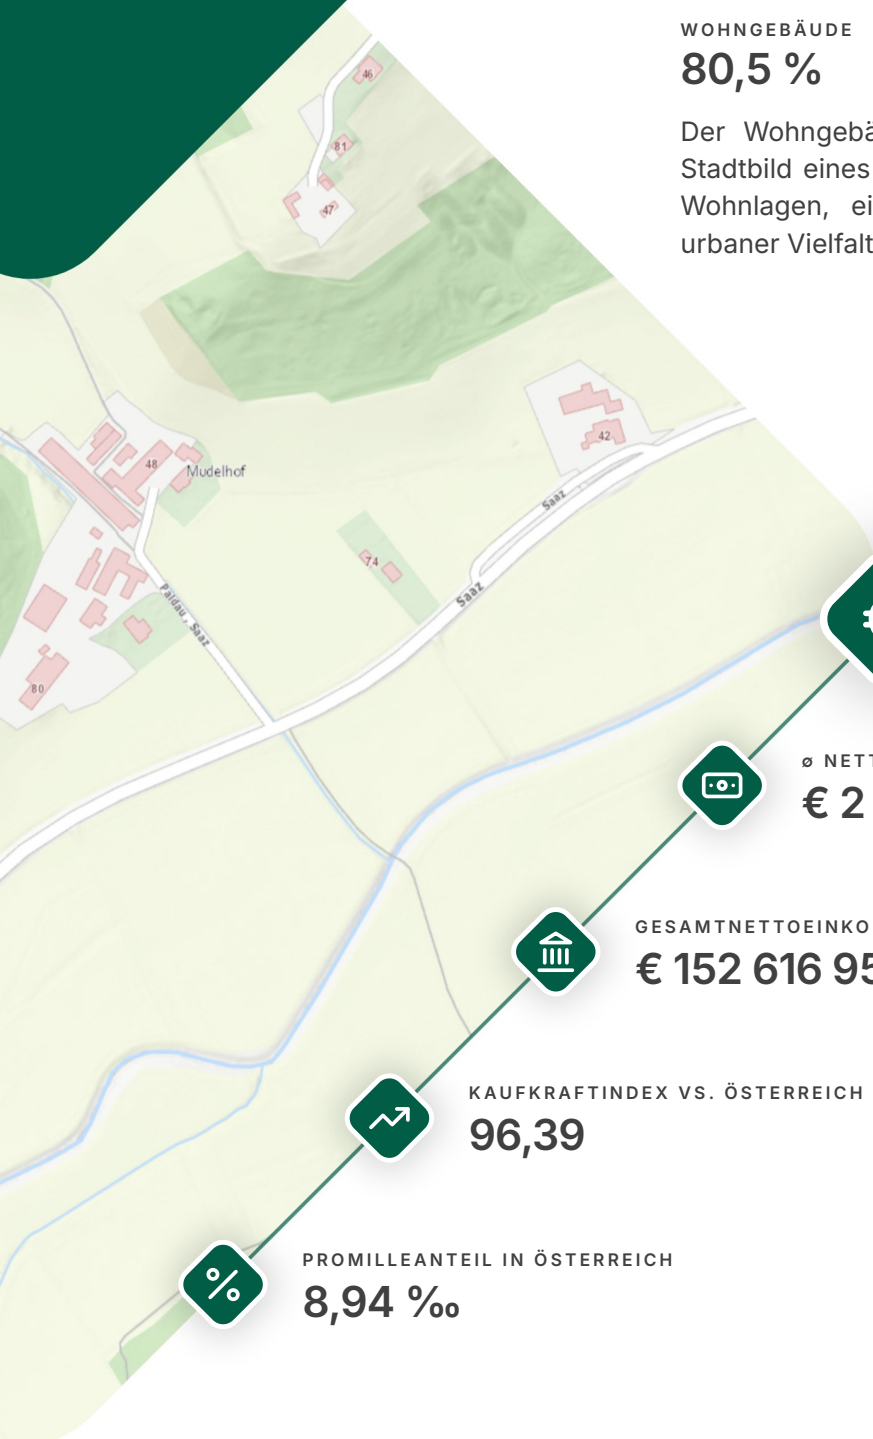 WOHNGEBÄUDE
80,5 %
Der Wohngebä
Stadtbild eines
Wohnlagen, ei
urbaner Vielfalt
46
81
47
42
48
Mudelhof
Saaz
74
Saaz
Paldau, Saaz
80
ø NETT
€ 2
GESAMTNETTOEINKO
€ 152 616 95
KAUFKRAFTINDEX VS. ÖSTERREICH
96,39
PROMILLEANTEIL IN ÖSTERREICH
8,94 ‰